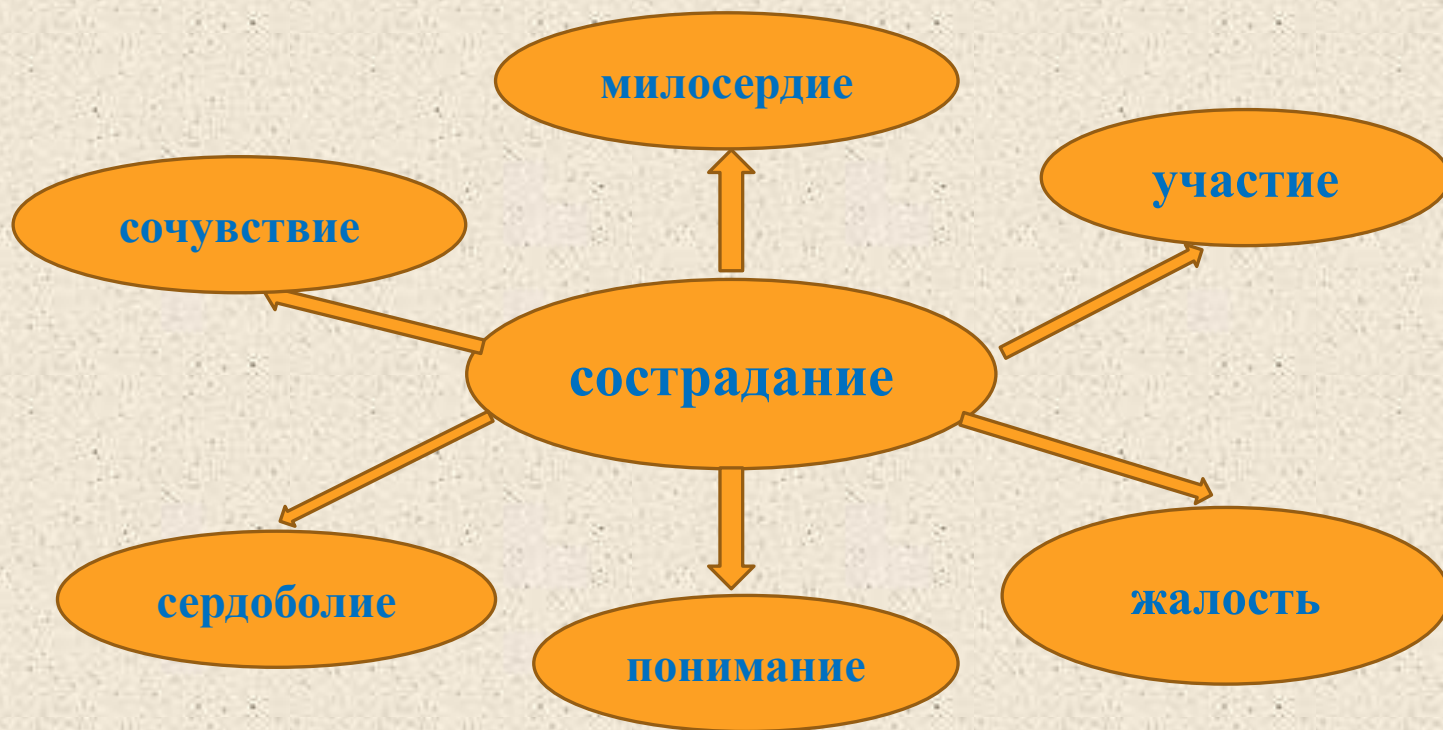 милосердие
участие
сочувствие
сострадание
сердоболие
жалость
понимание